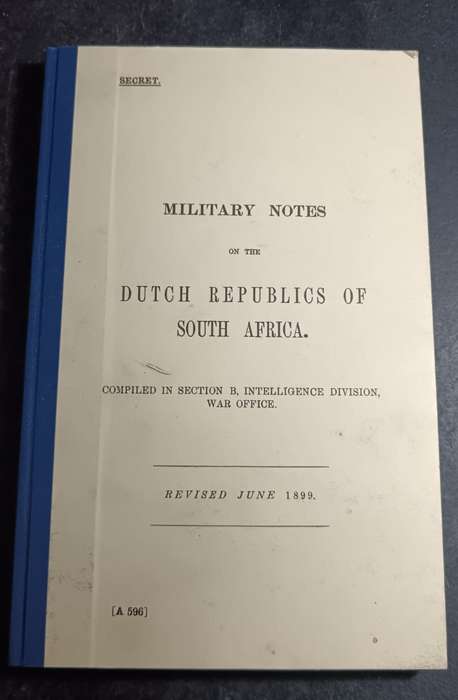 SECRET.
MILITARY NOTES
ON THE
DUTCH REPUBLICS OF
SOUTH AFRICA.
COMPILED IN SECTION B, INTELLIGENCE DIVISION,
WAR OFFICE.
REVISED JUNE 1899.
[A 596]